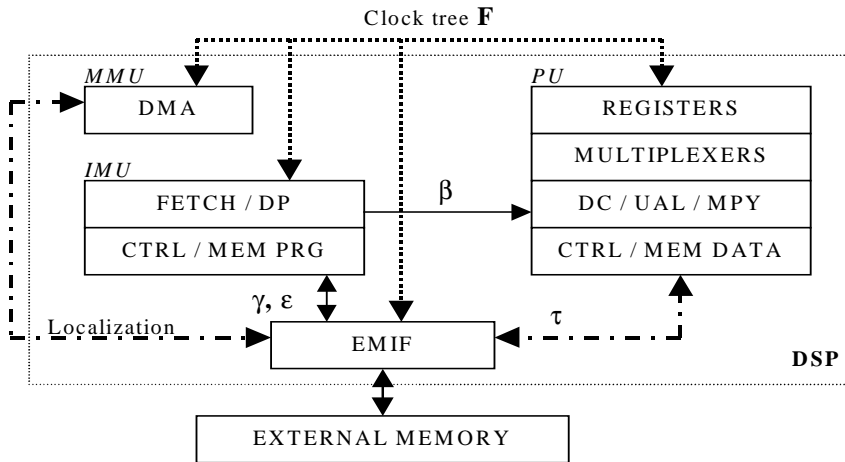 Clock tree F
MMU
PU
DMA
REGISTERS
MULTIPLEXERS
IMU
FETCH / DP
β
DC / UAL / MPY
CTRL / MEM PRG
CTRL / MEM DATA
γ, ε
τ
Localization
EMIF
DSP
EXTERNAL MEMORY